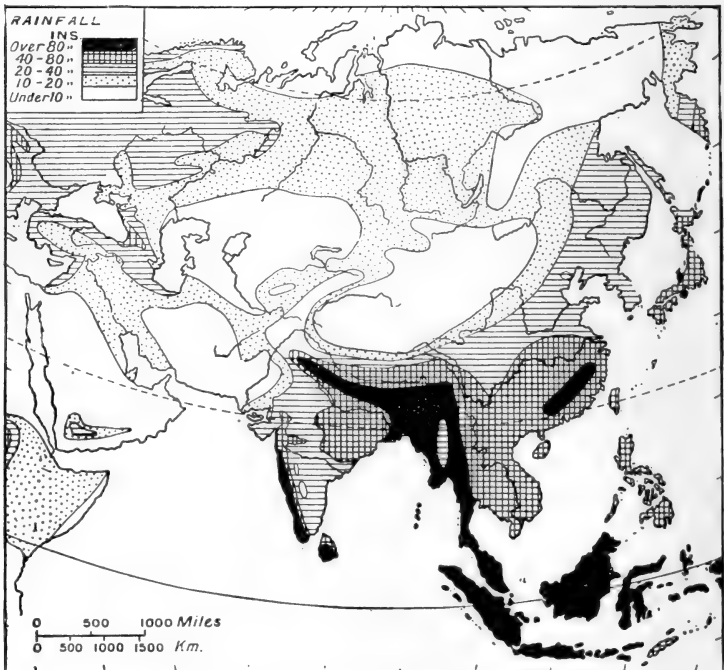 RAINFALL
INS
Over 80 "
40 - 80 "
20 - 40 "
10 - 20 "
Under 10 "
0 500 1000 Miles
0 500 1000 1500 Km.